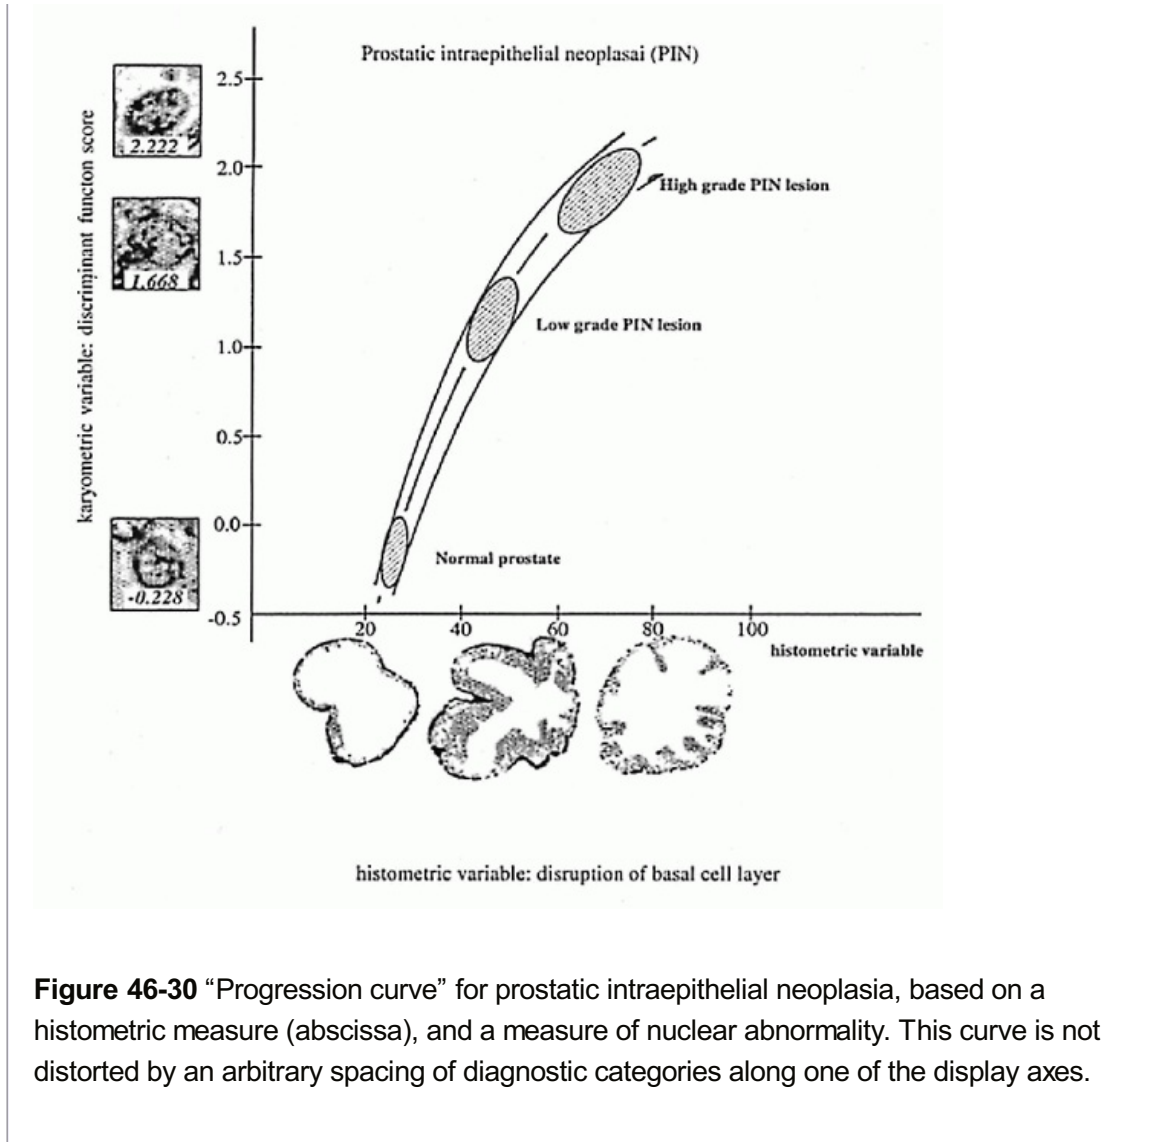 Prostatic intraepithelial neoplasai (PIN)
karyometric variable: discriminant functon score
2.222
1.668
-0.228
2.5
2.0
1.5
1.0
0.5
0.0
-0.5
High grade PIN lesion
Low grade PIN lesion
Normal prostate
20 40 60 80 100
histometric variable
histometric variable: disruption of basal cell layer
Figure 46-30 “Progression curve” for prostatic intraepithelial neoplasia, based on a
histometric measure (abscissa), and a measure of nuclear abnormality. This curve is not
distorted by an arbitrary spacing of diagnostic categories along one of the display axes.